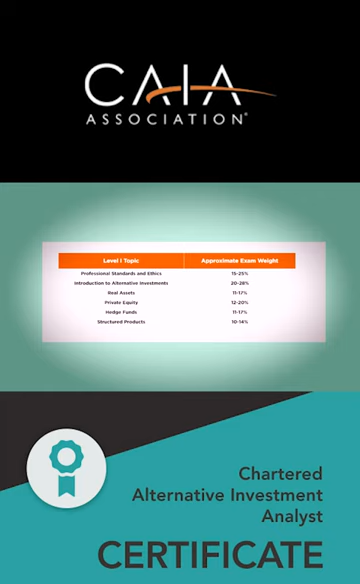 CAIA
ASSOCIATION®
Level I Topic Approximate Exam Weight
Professional Standards and Ethics 15-25%
Introduction to Alternative Investments 20-28%
Real Assets 11-17%
Private Equity 12-20%
Hedge Funds 11-17%
Structured Products 10-14%
Chartered
Alternative Investment
Analyst
CERTIFICATE